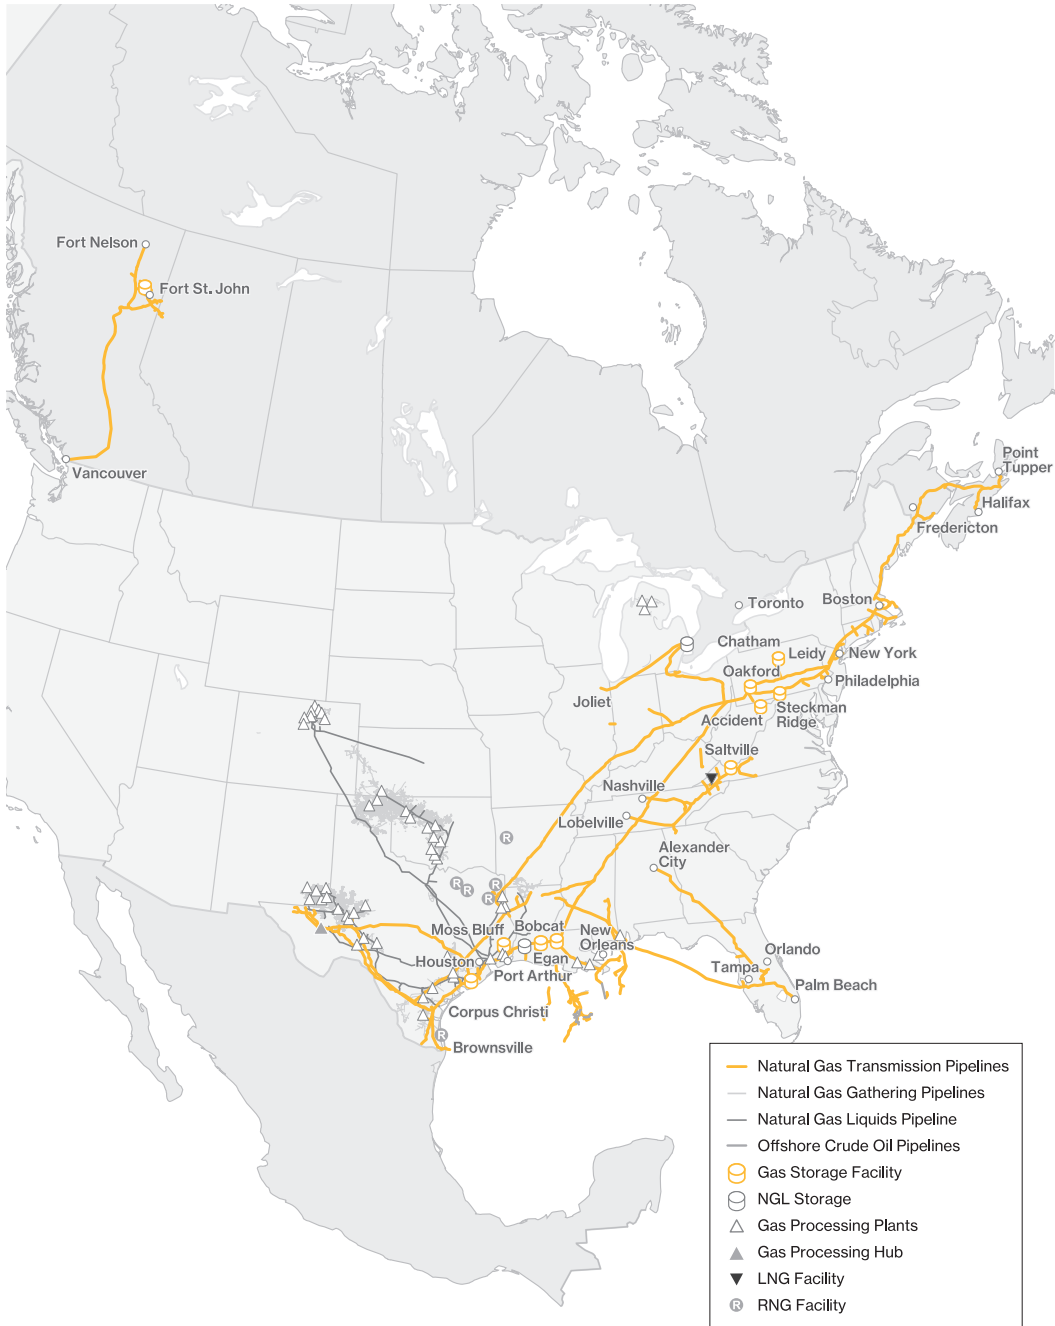 Fort Nelson
Fort St. John
Vancouver
Point
Tupper
Halifax
Fredericton
Toronto
Boston
Chatham
Leidy
New York
Oakford
Philadelphia
Joliet
Steckman
Ridge
Accident
Saltville
Nashville
Lobelville
Alexander
City
R
R
R
R
R
Moss Bluff
Bobcat
New
Orleans
Orlando
Houston
Egan
Port Arthur
Tampa
Palm Beach
Corpus Christi
R
Brownsville
Natural Gas Transmission Pipelines
Natural Gas Gathering Pipelines
Natural Gas Liquids Pipeline
Offshore Crude Oil Pipelines
Gas Storage Facility
NGL Storage
Gas Processing Plants
Gas Processing Hub
LNG Facility
R RNG Facility